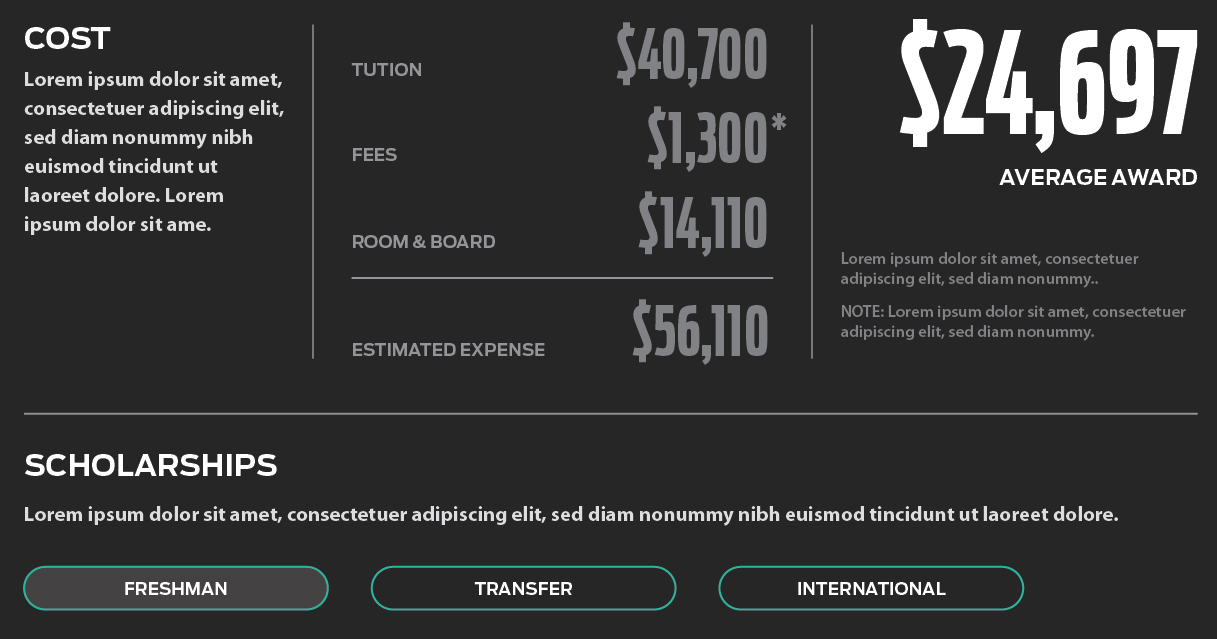 COST
Lorem ipsum dolor sit amet,
consectetuer adipiscing elit,
sed diam nonummy nibh
euismod tincidunt ut
laoreet dolore. Lorem
ipsum dolor sit ame.
TUTION $40,700
FEES $1,300*
ROOM & BOARD $14,110
ESTIMATED EXPENSE $56,110
$24,697
AVERAGE AWARD
Lorem ipsum dolor sit amet, consectetuer
adipiscing elit, sed diam nonummy..
NOTE: Lorem ipsum dolor sit amet, consectetuer
adipiscing elit, sed diam nonummy.
SCHOLARSHIPS
Lorem ipsum dolor sit amet, consectetuer adipiscing elit, sed diam nonummy nibh euismod tincidunt ut laoreet dolore.
FRESHMAN TRANSFER INTERNATIONAL